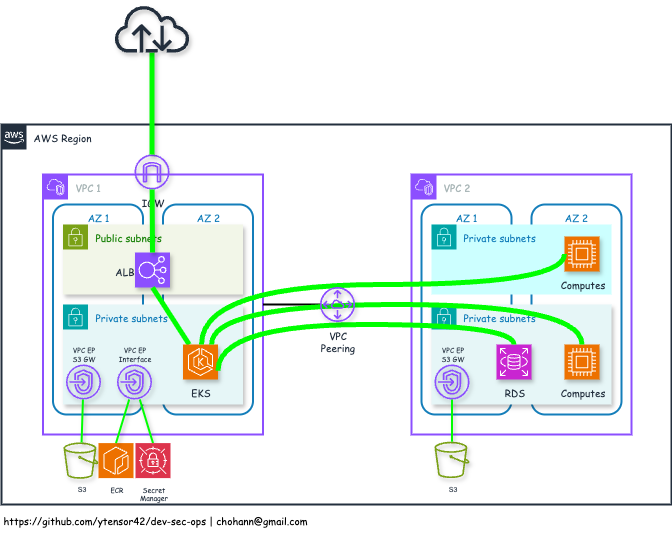 aws
AWS Region
IGW
VPC 1
AZ 1
AZ 2
Public subnets
ALB
Private subnets
VPC EP
S3 GW
VPC EP
Interface
K
EKS
S3
ECR
Secret
Manager
VPC
Peering
VPC 2
AZ 1
AZ 2
Private subnets
Computes
Private subnets
VPC EP
S3 GW
RDS
Computes
S3
https://github.com/ytensor42/dev-sec-ops | chohann@gmail.com